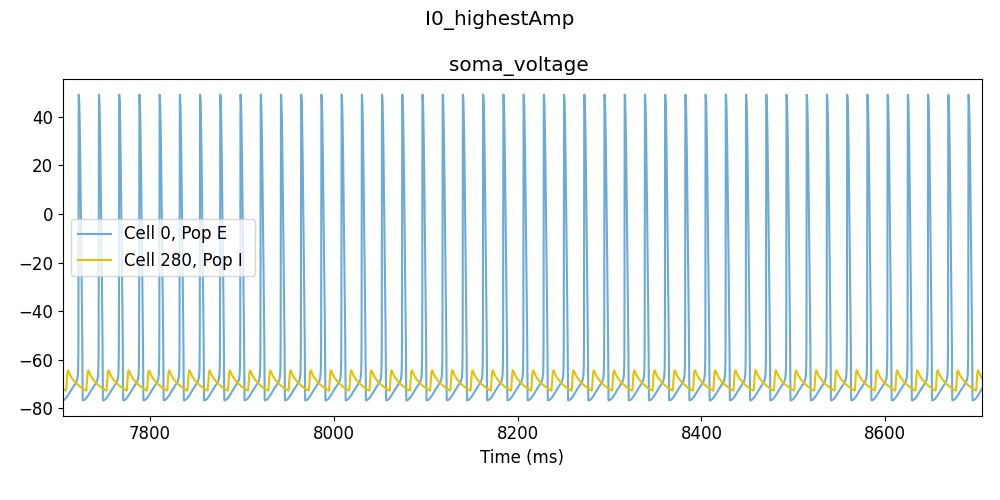 I0_highestAmp
soma_voltage
40
20
0
−20
−40
−60
−80
Cell 0, Pop E
Cell 280, Pop I
7800 8000 8200 8400 8600
Time (ms)